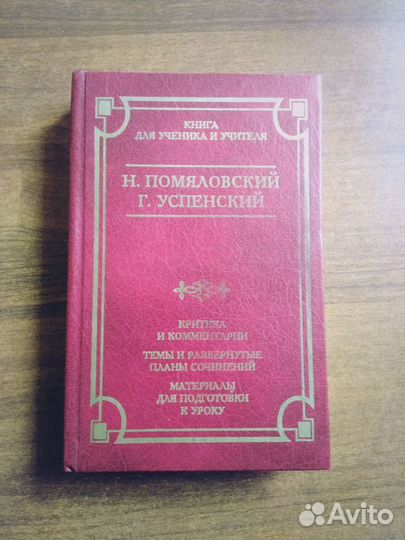 КНИГА
ДЛЯ УЧЕНИКА И УЧИТЕЛЯ
Н. ПОМЯЛОВСКИЙ
Г. УСПЕНСКИЙ
КРИТИКА
И КОММЕНТАРИИ
ТЕМЫ И РАЗВЕРНУТЫЕ
ПЛАНЫ СОЧИНЕНИЙ
МАТЕРИАЛЫ
ДЛЯ ПОДГОТОВКИ
К УРОКУ
Avito